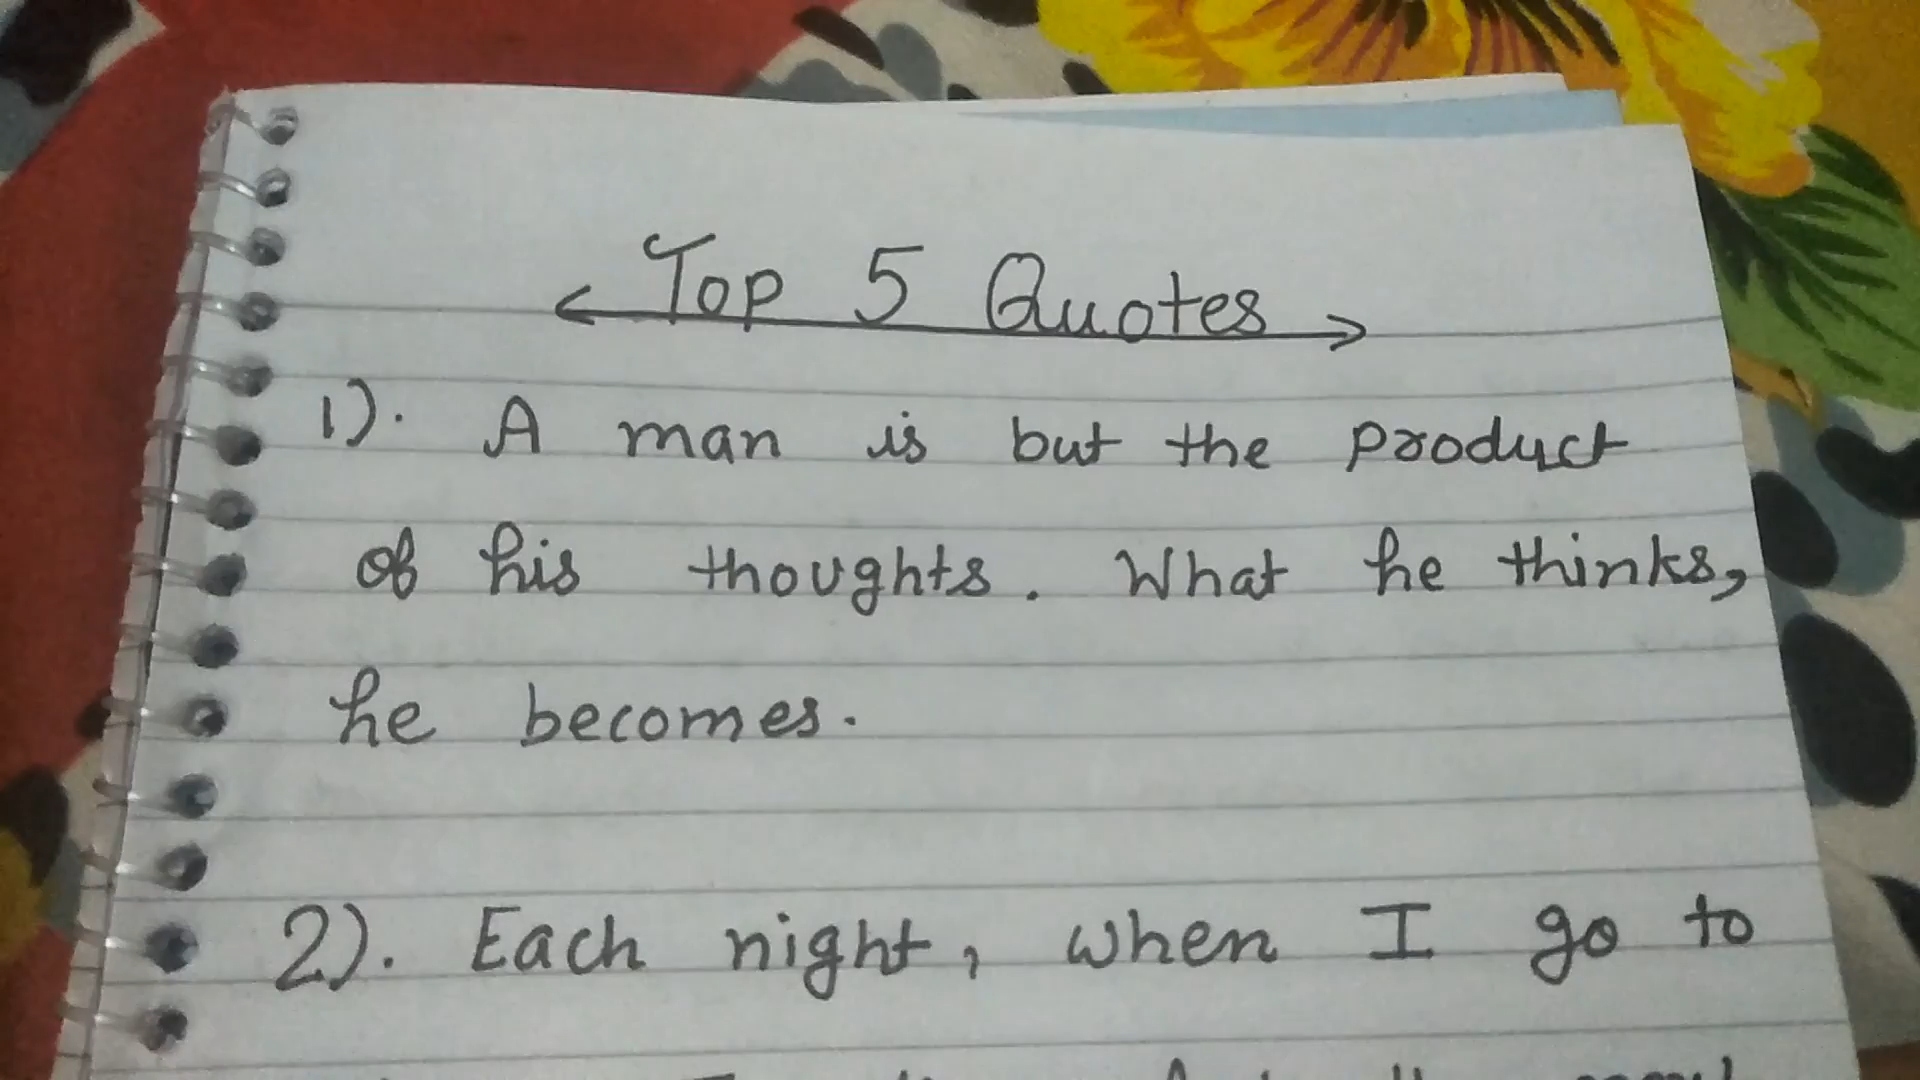 Top 5 Quotes
1). A man is but the product
of his thoughts. What he thinks,
he becomes.
2). Each night, when I go to